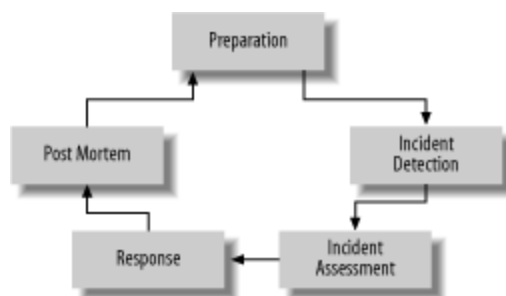 Preparation
Post Mortem
Incident
Detection
Response
Incident
Assessment